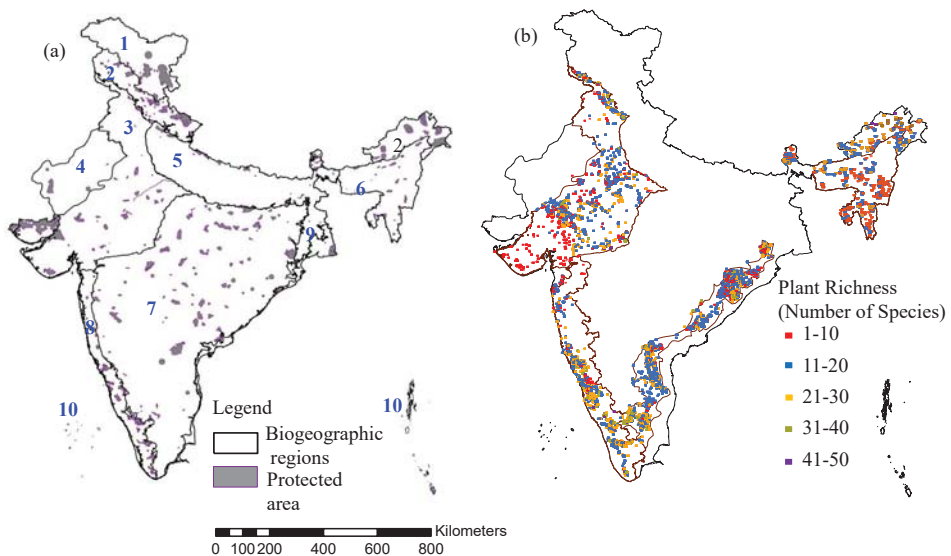 (a)
1
2
3
4
5
2
6
9
7
8
10
10
Legend
Biogeographic
regions
Protected
area
Kilometers
0 100 200 400 600 800
(b)
Plant Richness
(Number of Species)
1-10
11-20
21-30
31-40
41-50